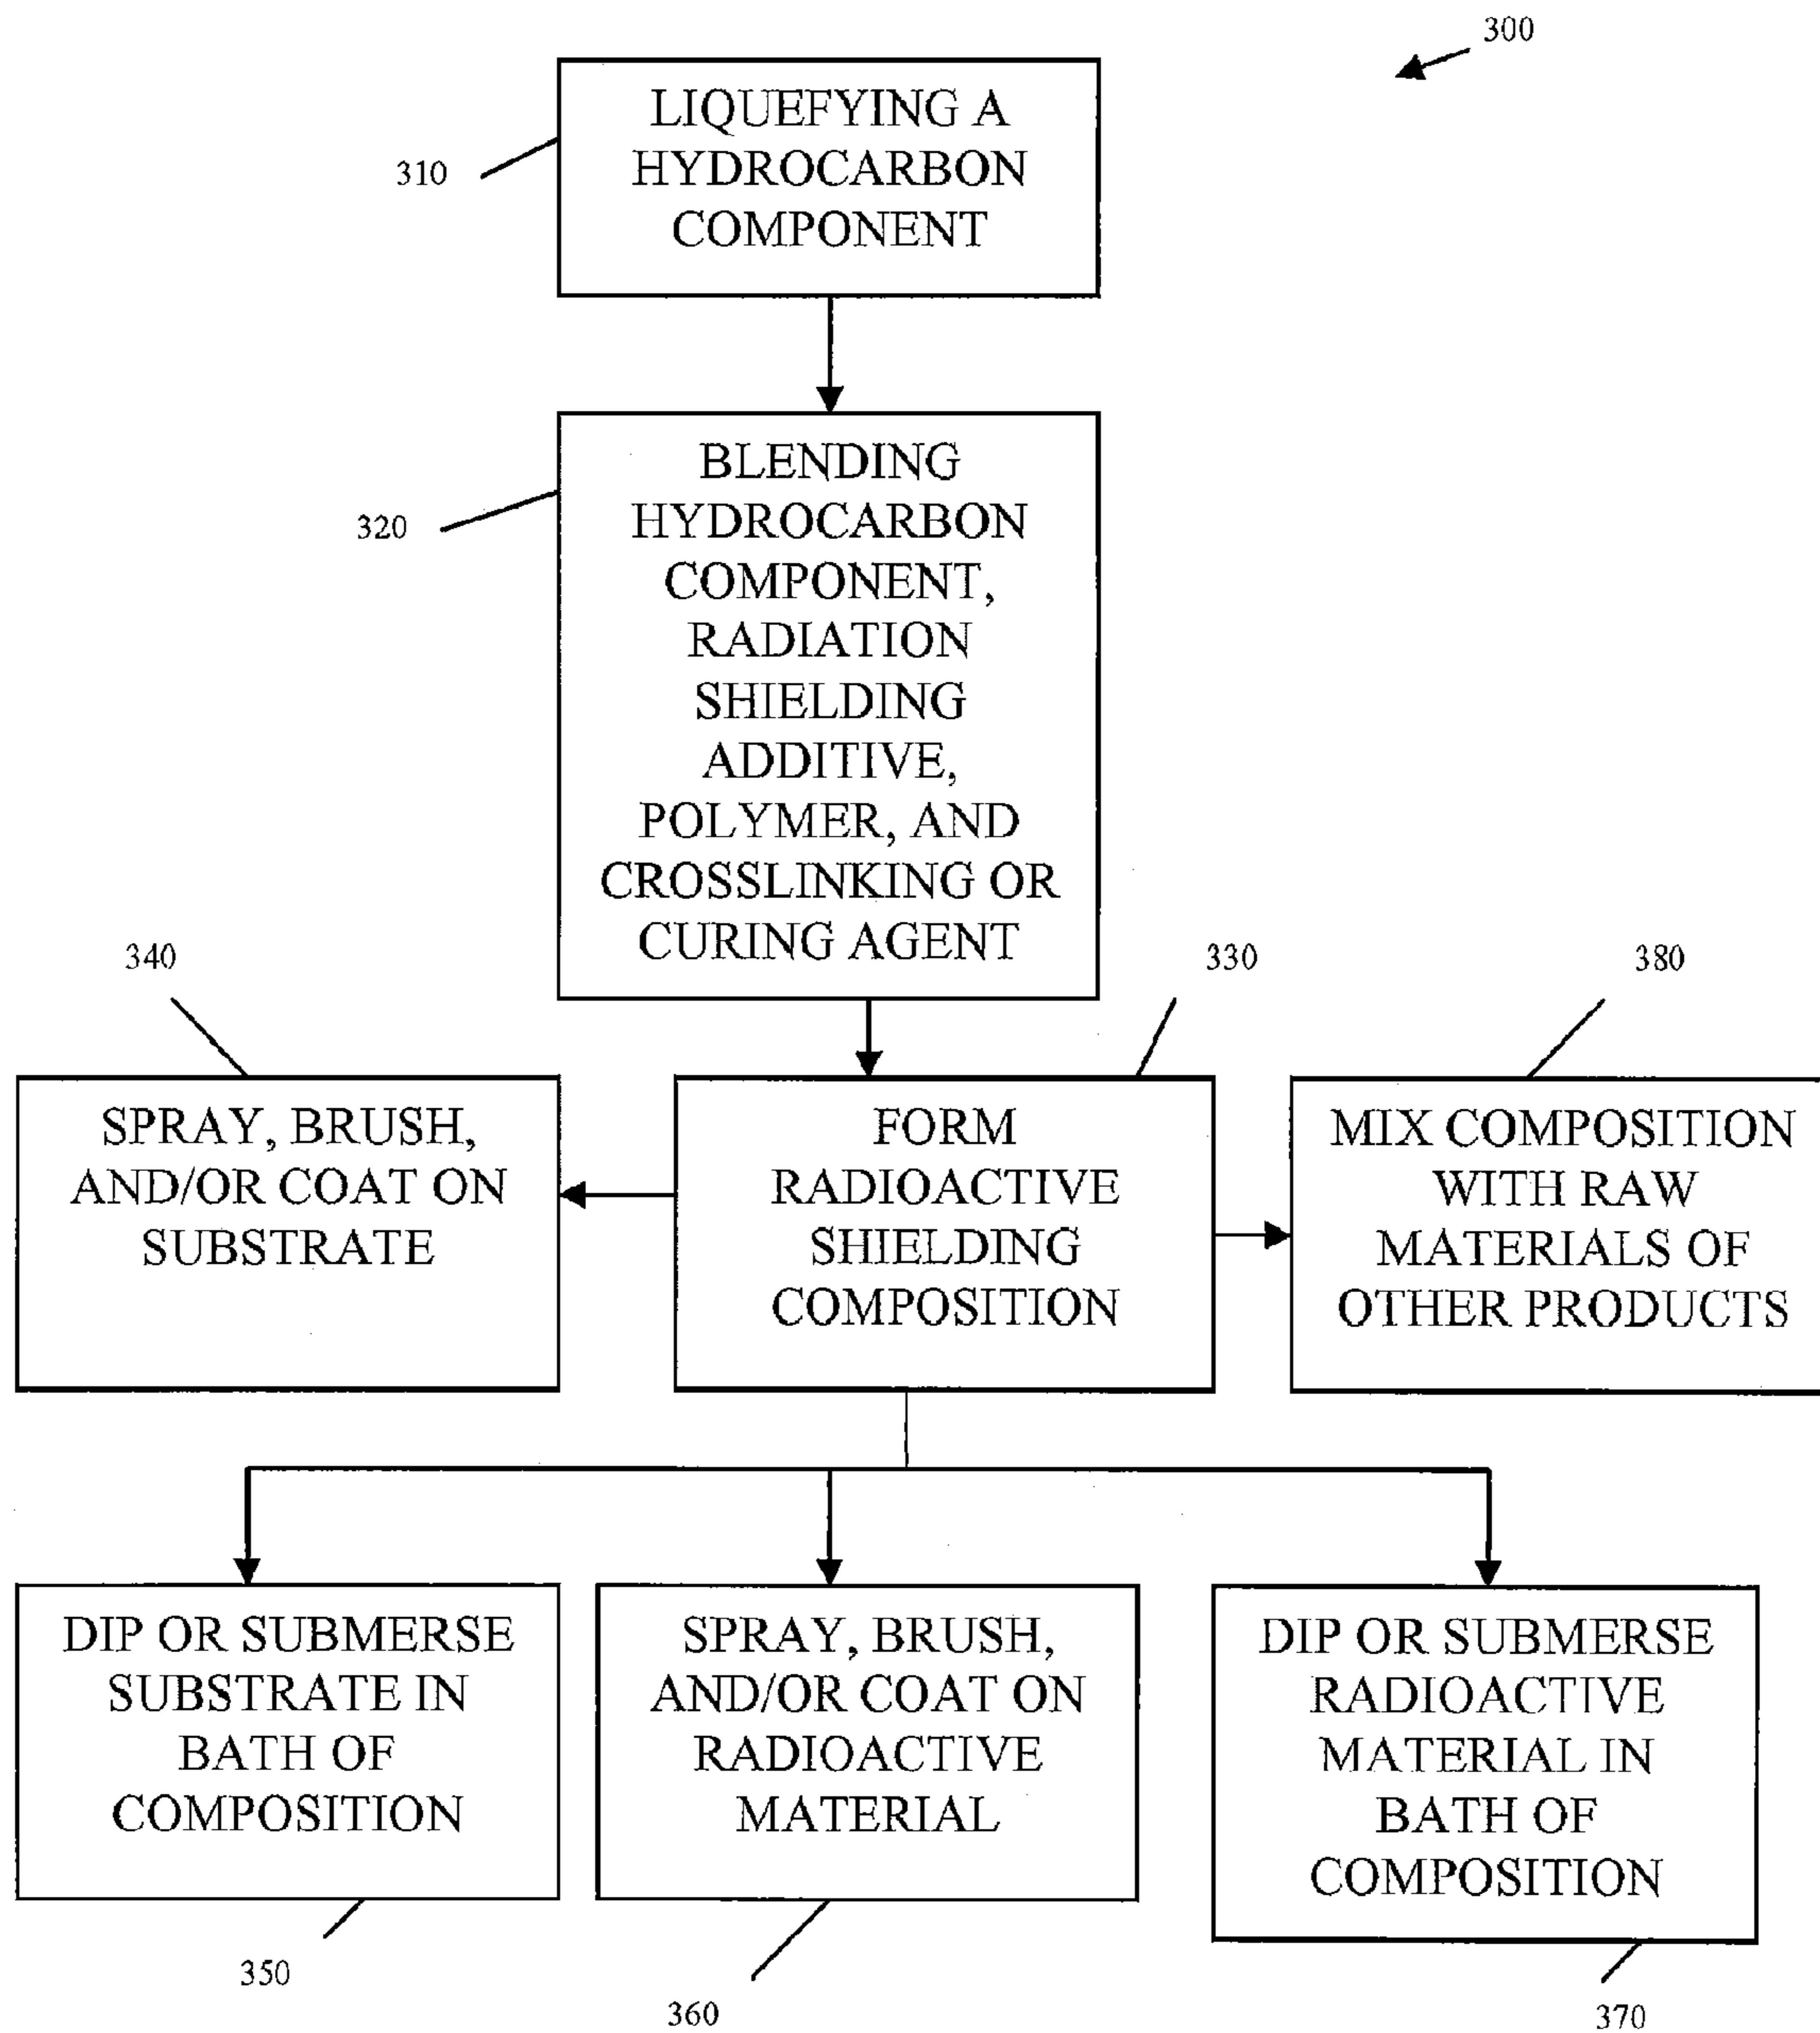 300
LIQUEFYING A
HYDROCARBON
COMPONENT
310
BLENDING
HYDROCARBON
COMPONENT,
RADIATION
SHIELDING
ADDITIVE,
POLYMER, AND
CROSSLINKING OR
CURING AGENT
320
340
330
380
SPRAY, BRUSH,
AND/OR COAT ON
SUBSTRATE
FORM
RADIOACTIVE
SHIELDING
COMPOSITION
MIX COMPOSITION
WITH RAW
MATERIALS OF
OTHER PRODUCTS
DIP OR SUBMERSE
SUBSTRATE IN
BATH OF
COMPOSITION
SPRAY, BRUSH,
AND/OR COAT ON
RADIOACTIVE
MATERIAL
DIP OR SUBMERSE
RADIOACTIVE
MATERIAL IN
BATH OF
COMPOSITION
350
360
370